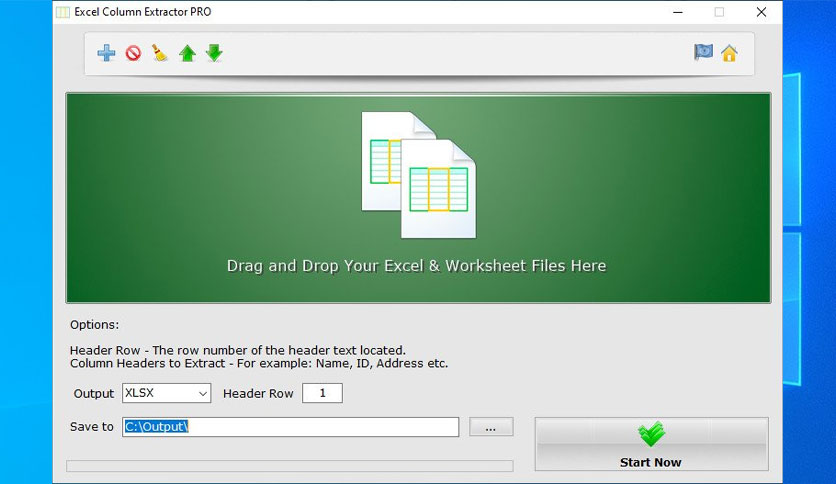 Excel Column Extractor PRO
Drag and Drop Your Excel & Worksheet Files Here
Options:
Header Row - The row number of the header text located.
Column Headers to Extract - For example: Name, ID, Address etc.
Output XLSX Header Row 1
Save to C:\Output\ ...
Start Now